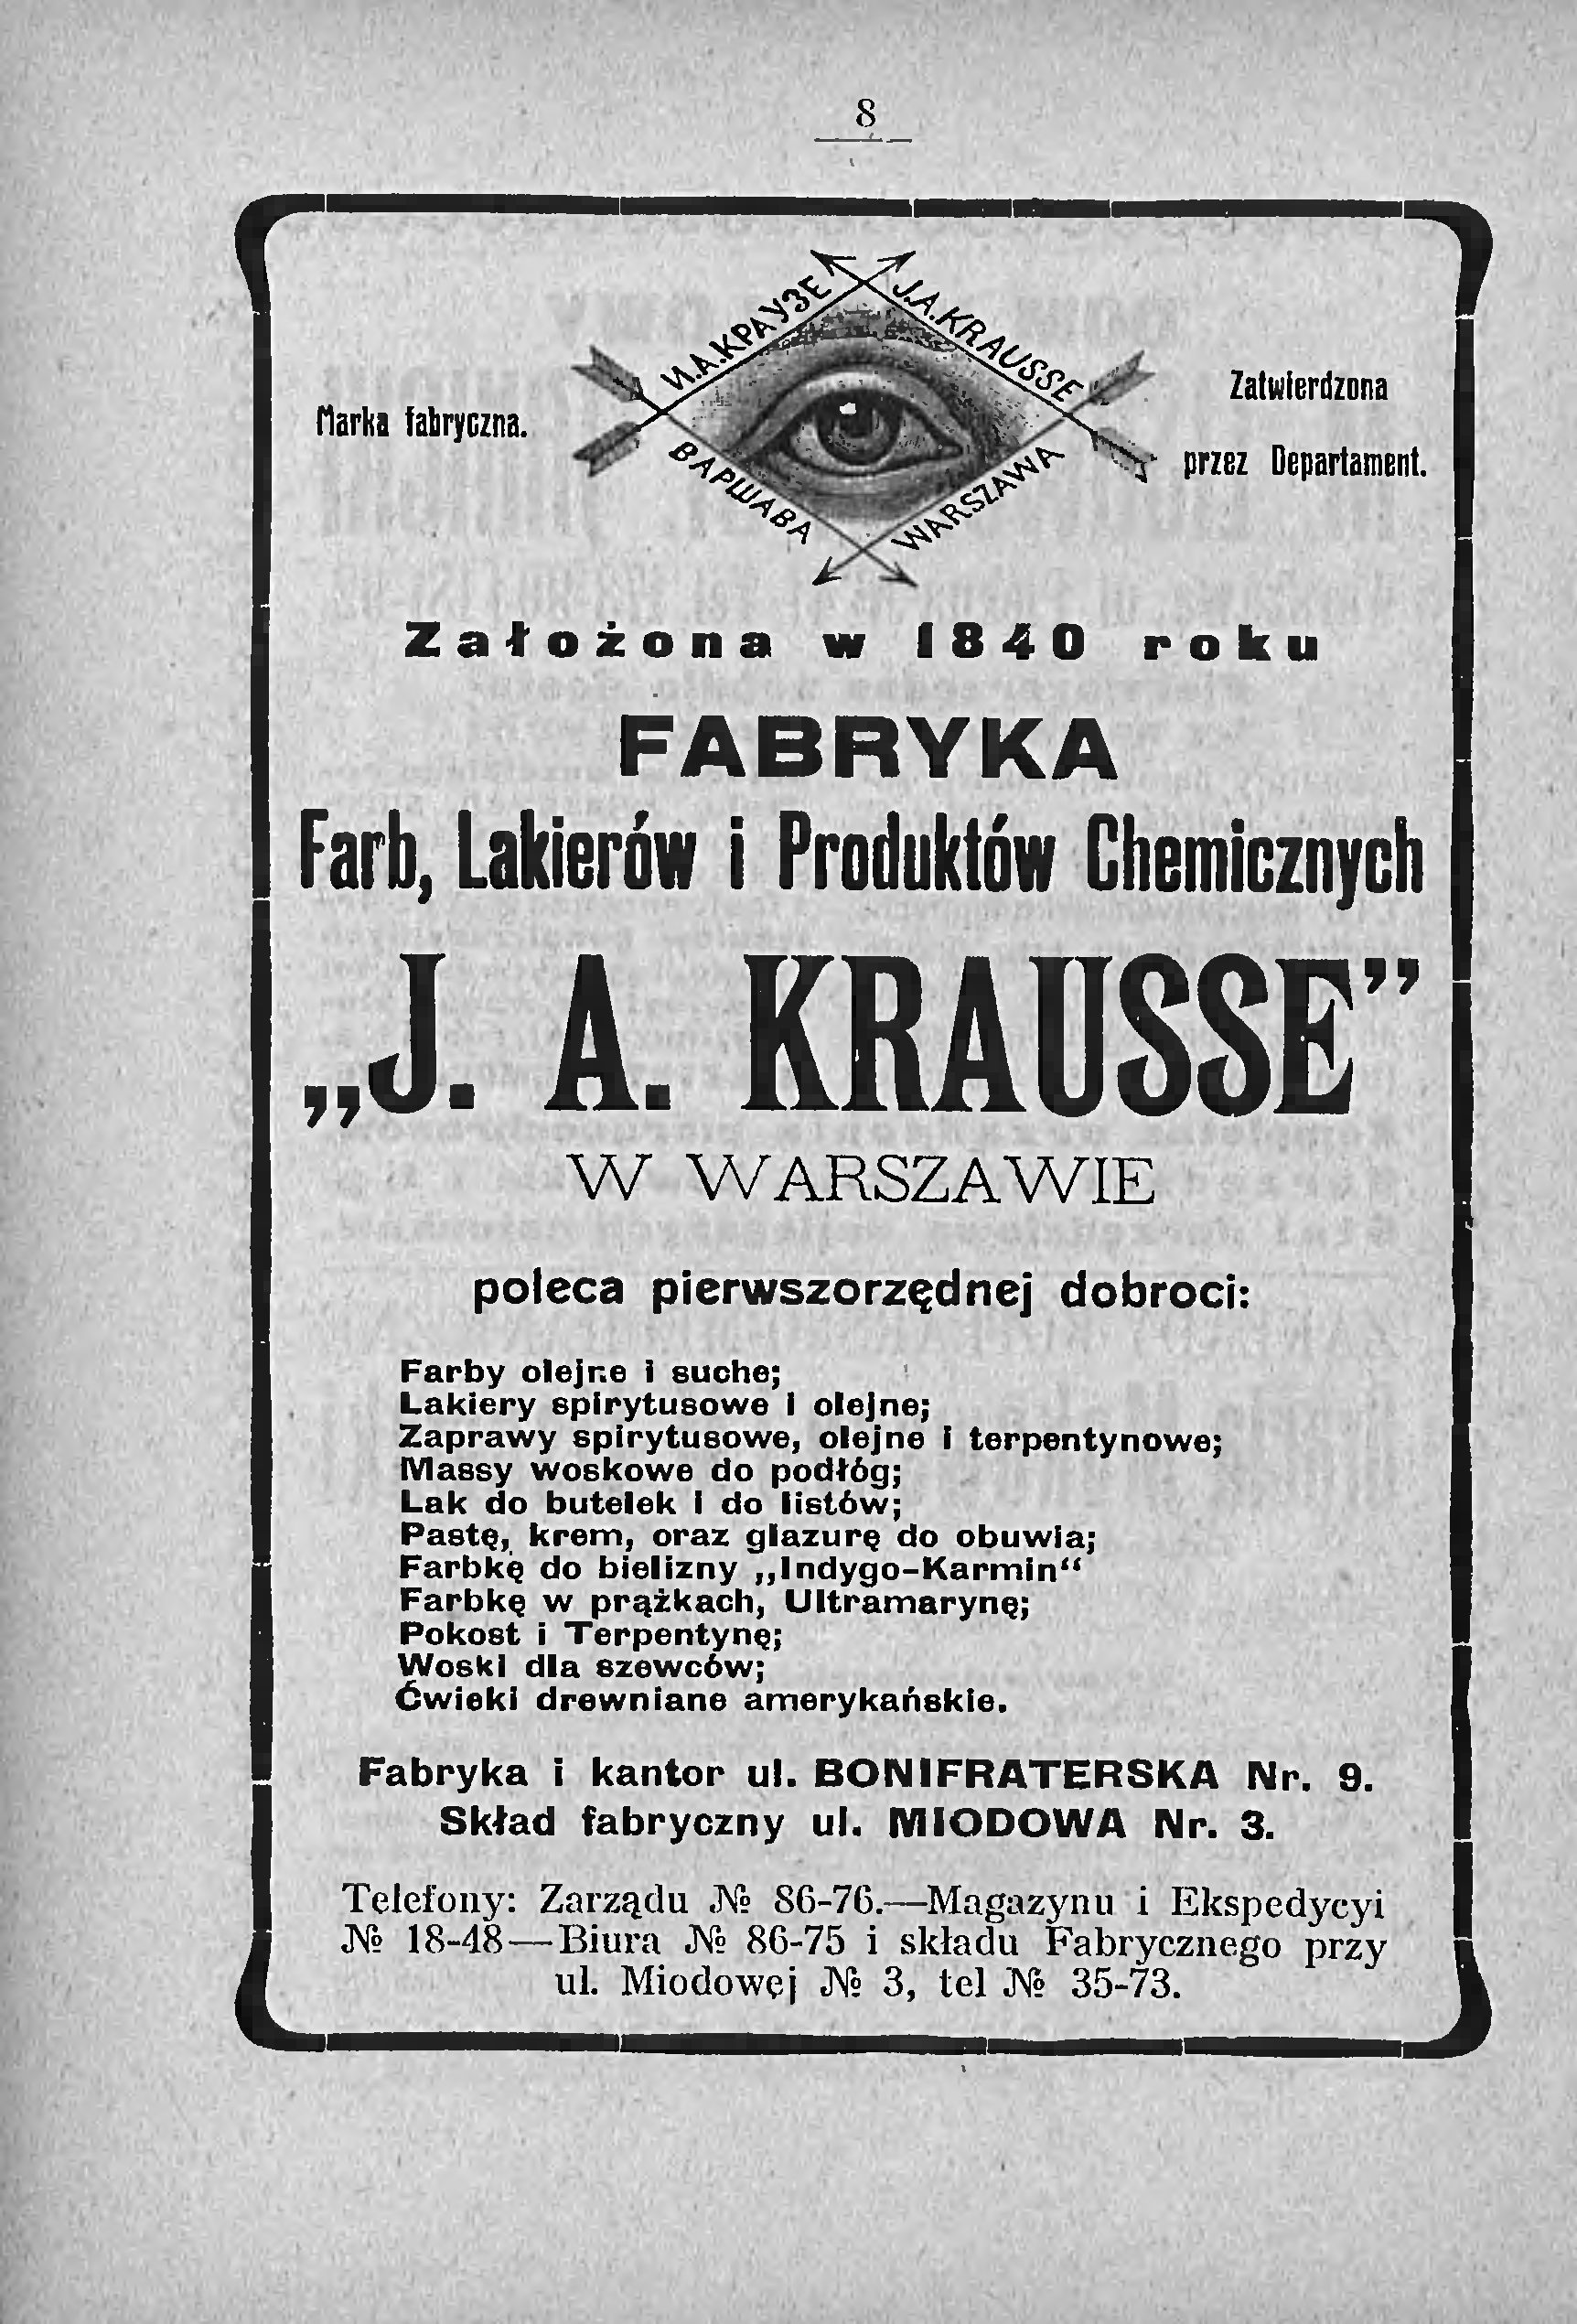 8
И.А.КРАУЗЕ
J.A.KRAUSSE
Marka fabryczna.
Zatwierdzona
przez Departament.
ВАРШАВА
WARSZAWA
Założona w 1840 roku
FABRYKA
Farb, Lakierów i Produktów Chemicznych
„J. A. KRAUSSE”
W WARSZAWIE
poleca pierwszorzędnej dobroci:
Farby olejne i suche;
Lakiery spirytusowe i olejne;
Zaprawy spirytusowe, olejne i terpentynowe;
Massy woskowe do podłóg;
Lak do butelek i do listów;
Pastę, krem, oraz glazurę do obuwia;
Farbkę do bielizny „Indygo-Karmin“
Farbkę w prążkach, Ultramarynę;
Pokost i Terpentynę;
Woski dla szewców;
Ćwieki drewniane amerykańskie.
Fabryka i kantor ul. BONIFRATERSKA Nr. 9.
Skład fabryczny ul. MIODOWA Nr. 3.
Telefony: Zarządu № 86-76.—Magazynu i Ekspedycyi
№ 18-48—Biura № 86-75 i składu Fabrycznego przy
ul. Miodowej № 3, tel № 35-73.